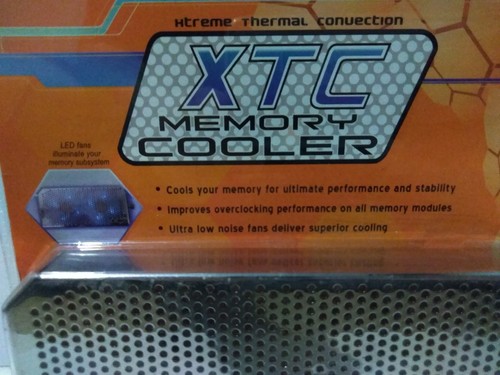 Xtreme Thermal Convection
XTC
MEMORY
COOLER
LED fans
illuminate your
memory subsystem
• Cools your memory for ultimate performance and stability
• Improves overclocking performance on all memory modules
• Ultra low noise fans deliver superior cooling